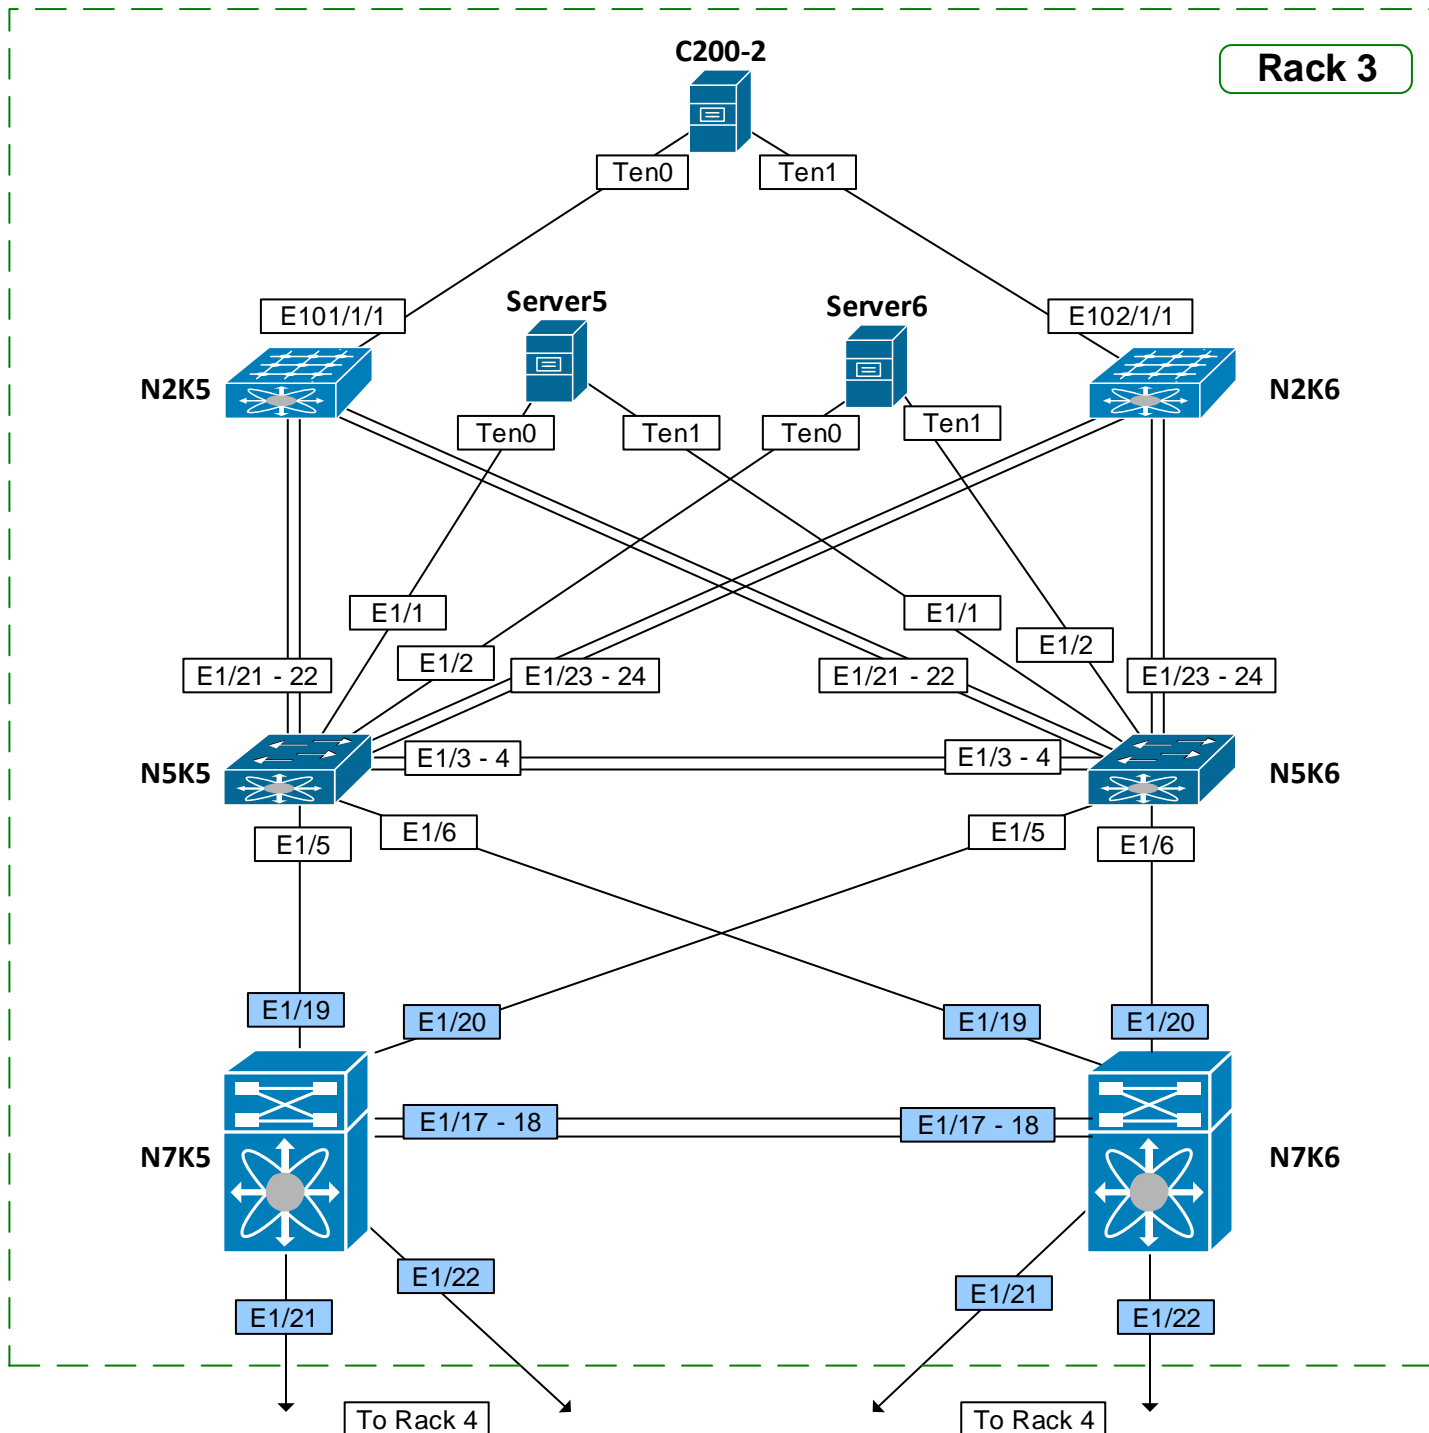 C200-2
Rack 3
Ten0
Ten1
E101/1/1
Server5
Server6
E102/1/1
N2K5
N2K6
Ten0
Ten1
Ten0
Ten1
E1/1
E1/1
E1/2
E1/2
E1/21 - 22
E1/23 - 24
E1/21 - 22
E1/23 - 24
N5K5
E1/3 - 4
E1/3 - 4
N5K6
E1/5
E1/6
E1/5
E1/6
E1/19
E1/20
E1/19
E1/20
E1/17 - 18
E1/17 - 18
N7K5
N7K6
E1/22
E1/21
E1/21
E1/22
To Rack 4
To Rack 4